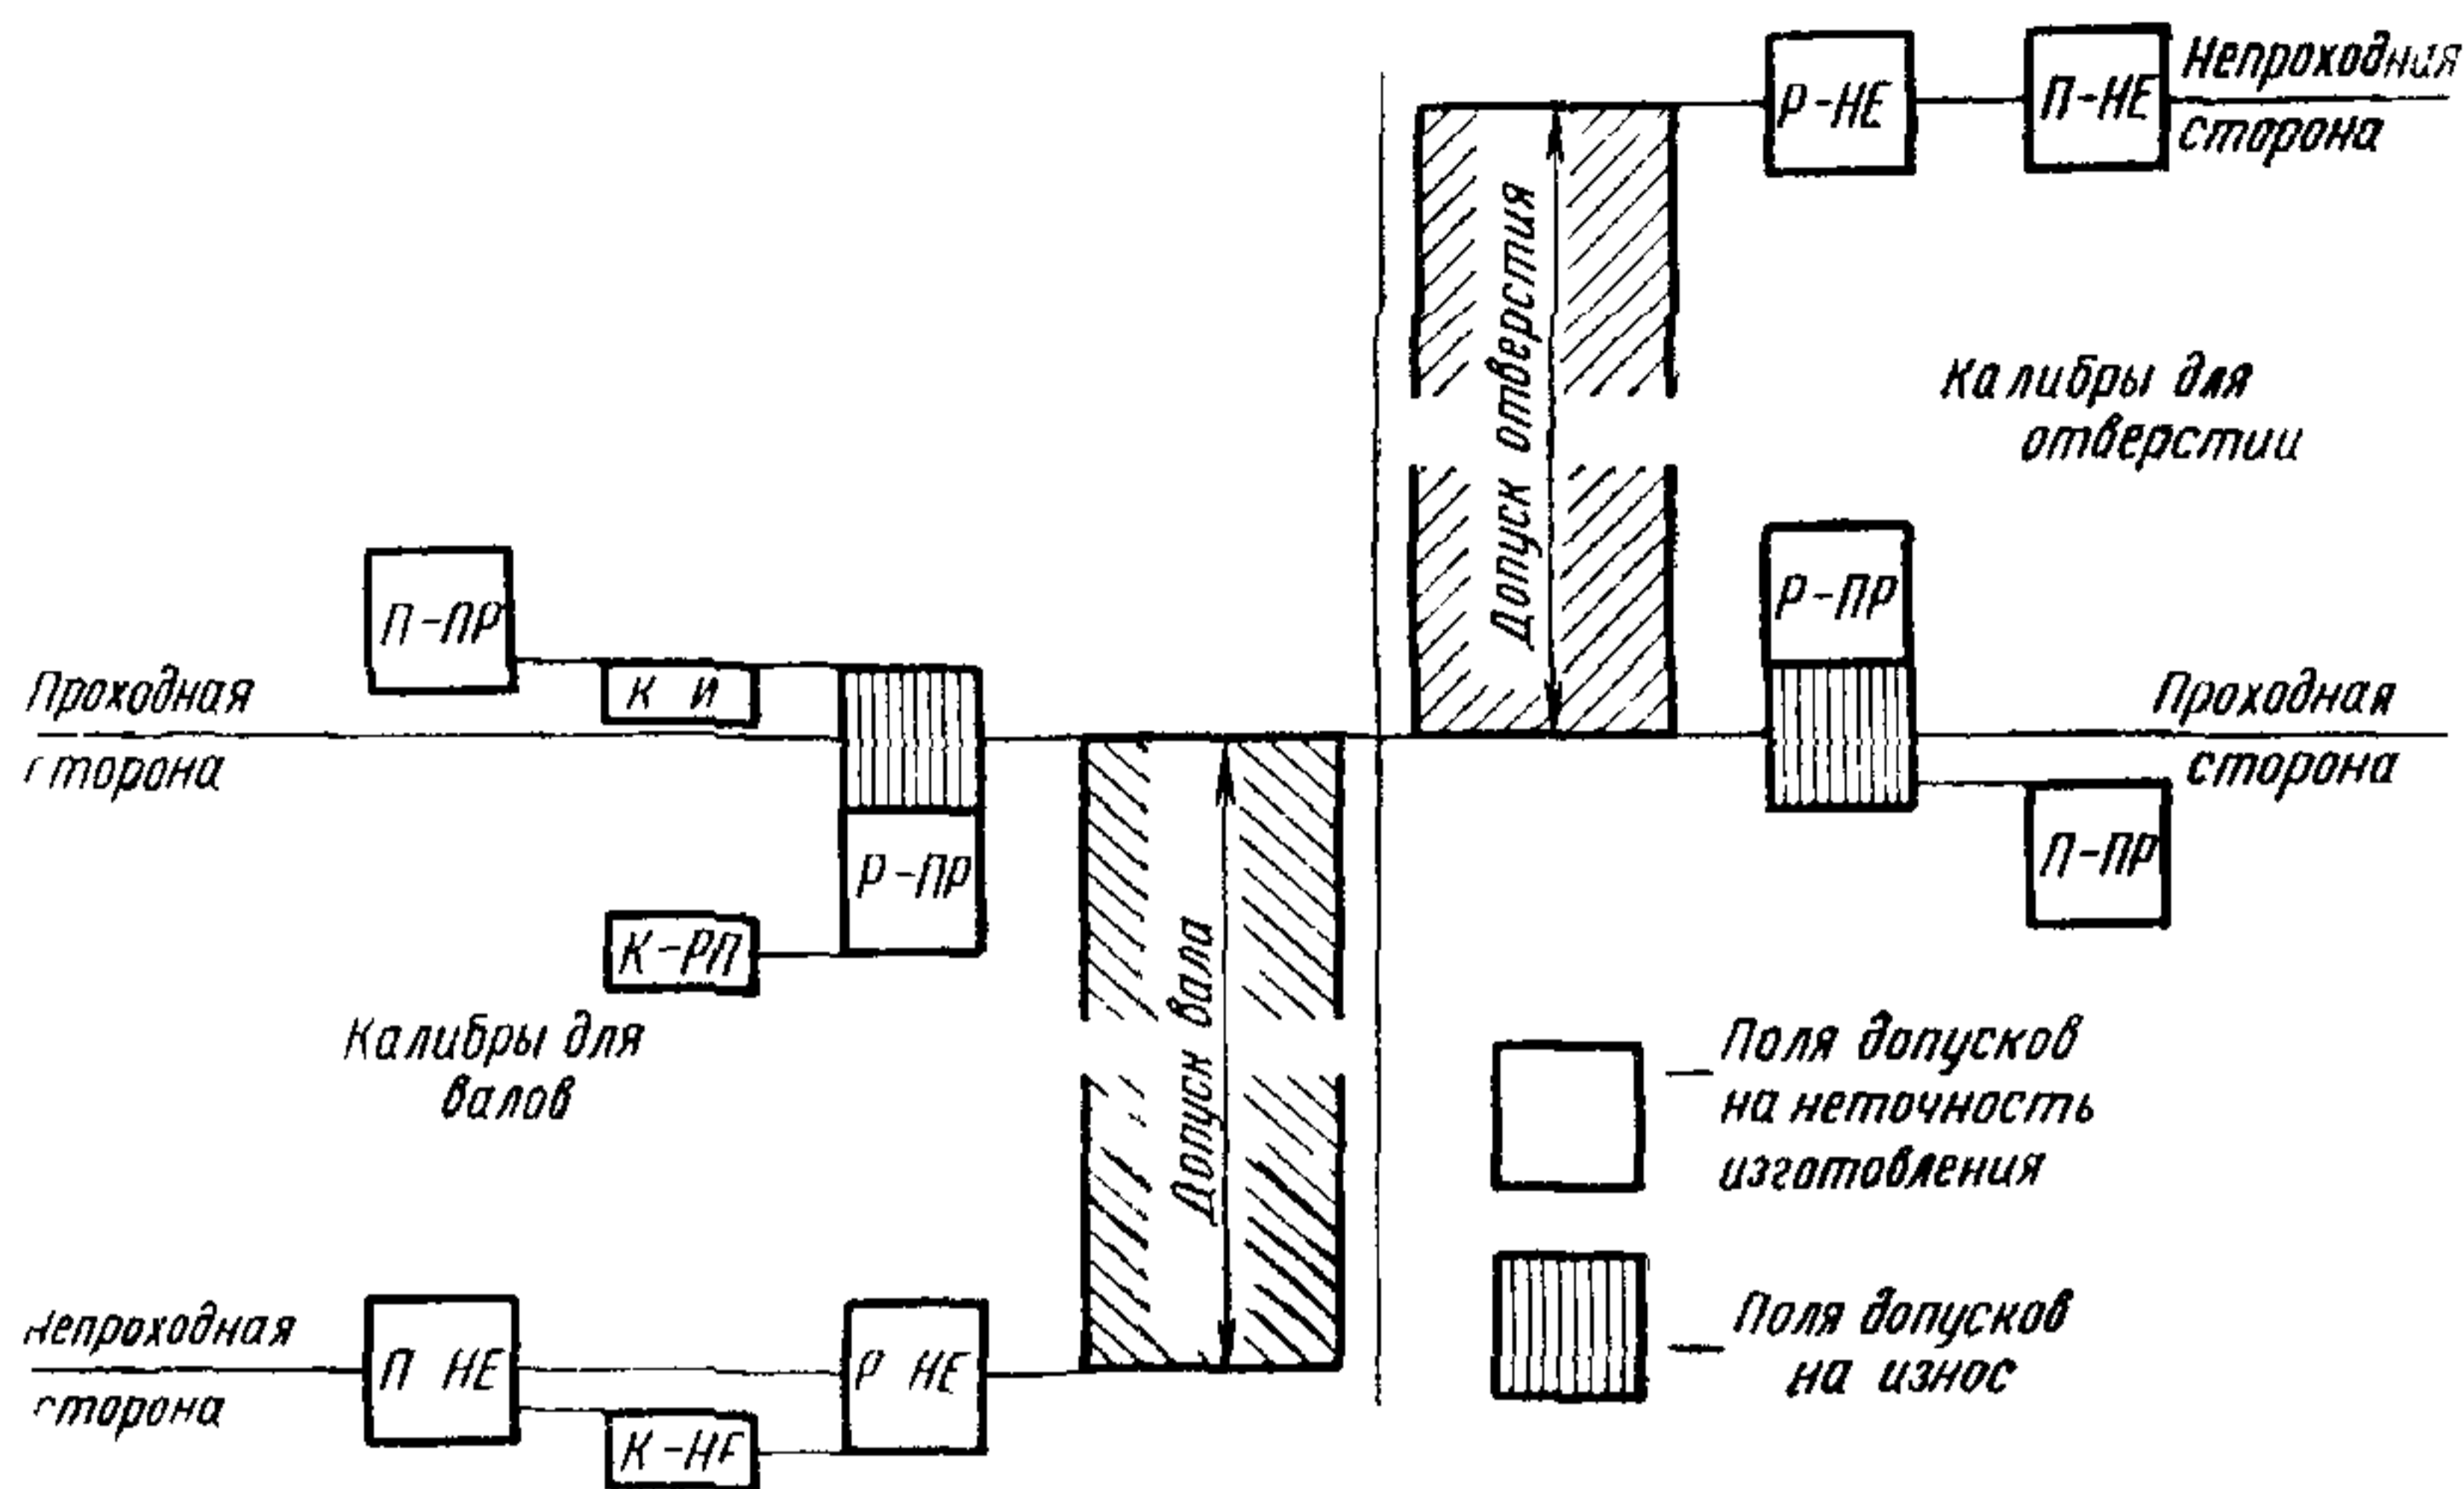 Р-НЕ
П-НЕ
Непроходная
сторона
Допуск отверстия
Калибры для
отверстии
П-ПР
К И
Проходная
сторона
Р-ПР
К-РП
Калибры для
валов
Допуск вала
Р-ПР
Проходная
сторона
П-ПР
Поля допусков
на неточность
изготовления
Поля допусков
на износ
Непроходная
сторона
П НЕ
К-НЕ
Р НЕ